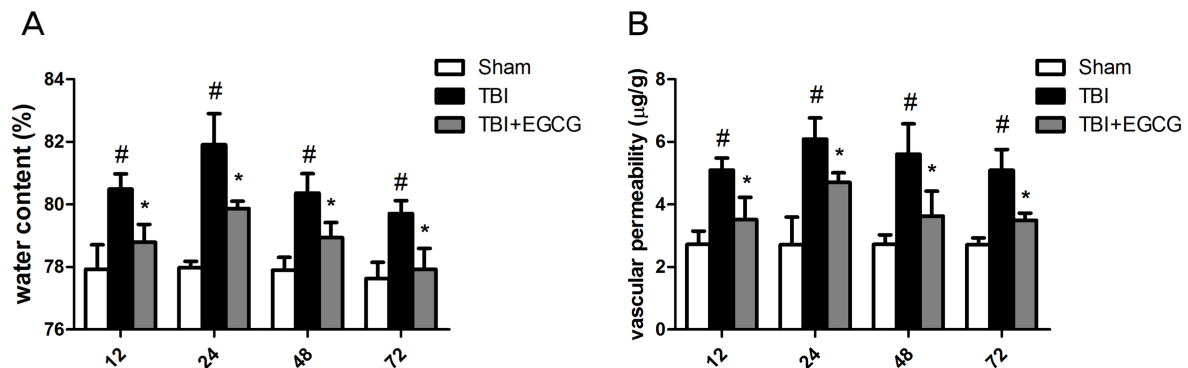 A
water content (%)
84
82
80
78
76
# * # * # * # *
12 24 48 72
Sham
TBI
TBI+EGCG
B
vascular permeability (μg/g)
8
6
4
2
0
# * # * # * # *
12 24 48 72
Sham
TBI
TBI+EGCG